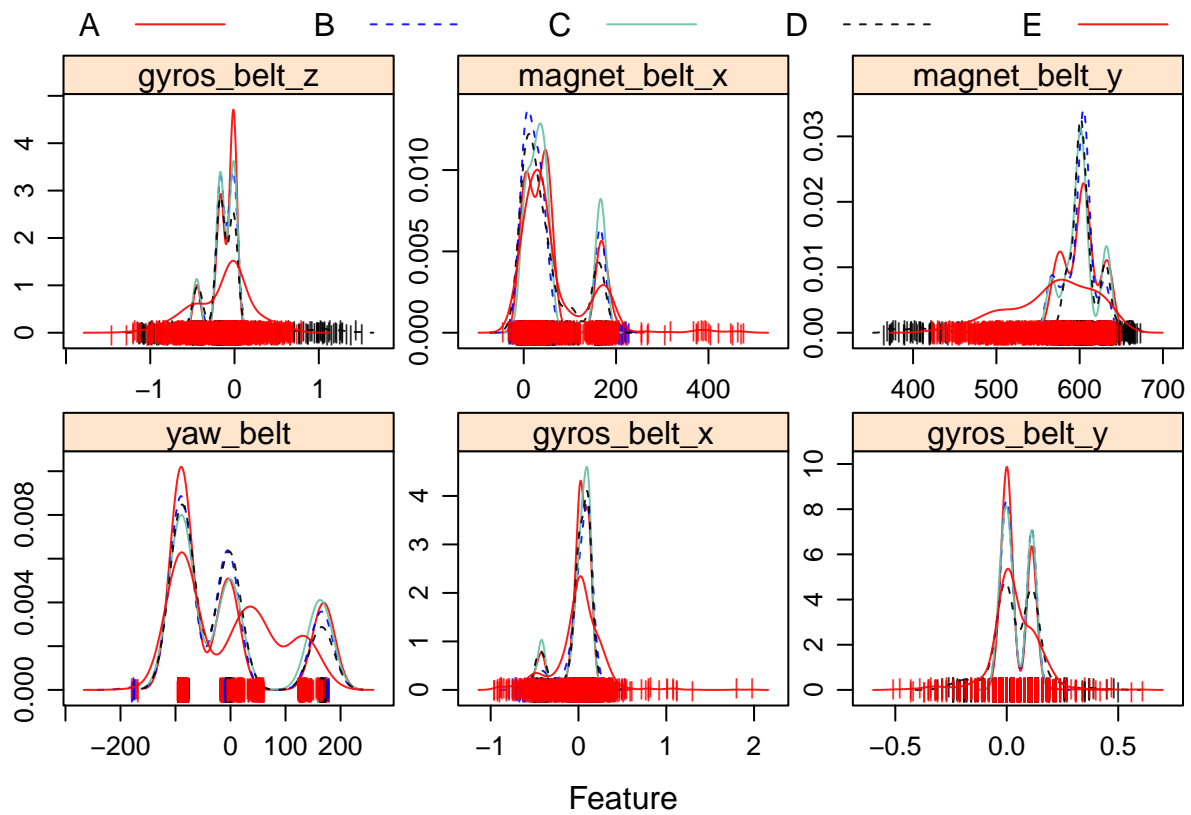 A B C D E
gyros_belt_z magnet_belt_x magnet_belt_y
0 1 2 3 4
−1 0 1
0.000 0.005 0.010
0 200 400
0.00 0.01 0.02 0.03
400 500 600 700
yaw_belt gyros_belt_x gyros_belt_y
0.000 0.004 0.008
−200 0 100 200
0 1 2 3 4
−1 0 1 2
0 2 4 6 8 10
−0.5 0.0 0.5
Feature